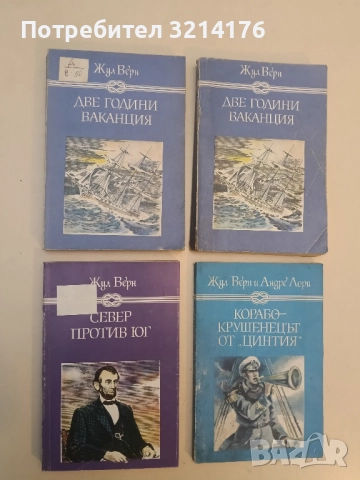 Потребител 3214176
Жул Верн
ДВЕ ГОДИНИ
ВАКАНЦИЯ
Жул Верн
ДВЕ ГОДИНИ
ВАКАНЦИЯ
Жул Верн
СЕВЕР
ПРОТИВ ЮГ
Жул Верн и Андре Лори
КОРАБО-
КРУШЕНЕЦЪТ
ОТ „ЦИНТИЯ"
BAZAR